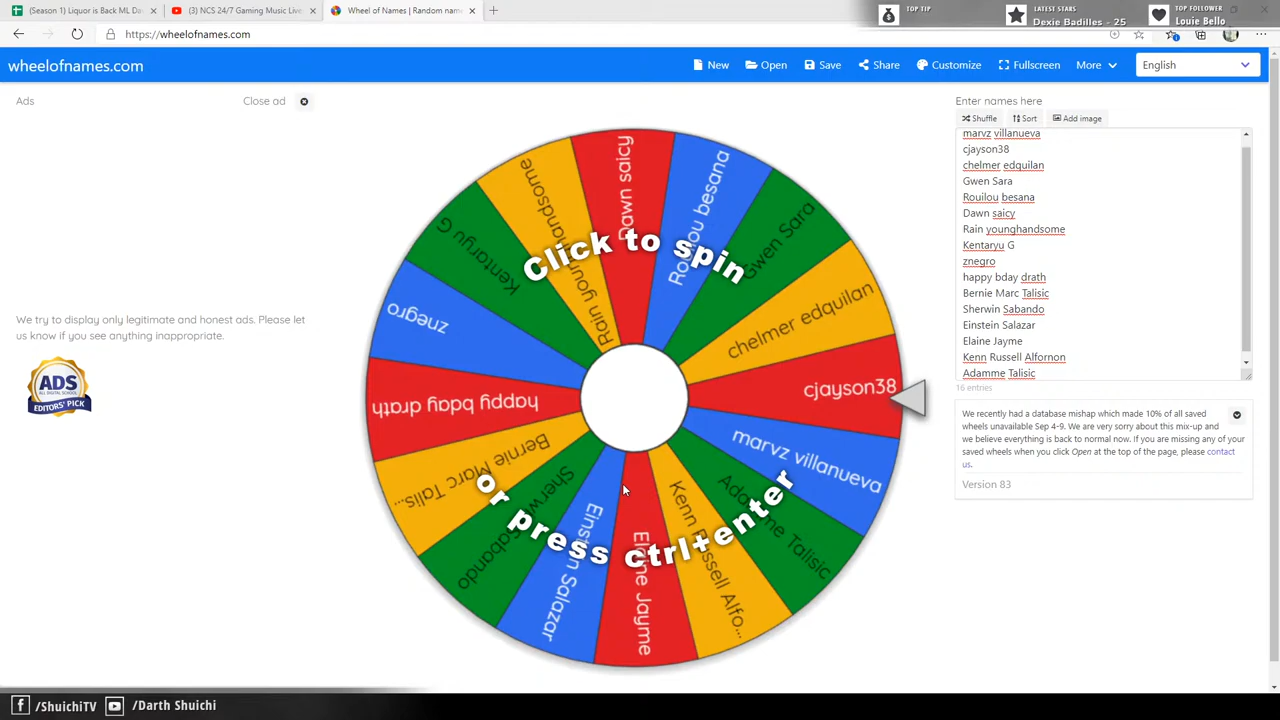 (Season 1) Liquor is Back ML Da
(3) NCS 24/7 Gaming Music Live
Wheel of Names | Random name
TOP TIP
LATEST STARS
Dexie Badilles - 25
TOP FOLLOWER
Louie Bello
https://wheelofnames.com
wheelofnames.com
New
Open
Save
Share
Customize
Fullscreen
More
English
Ads
Close ad
Enter names here
Shuffle
Sort
Add image
marvz villanueva
cjayson38
chelmer edquilan
Gwen Sara
Rouilou besana
Dawn saicy
Rain younghandsome
Kentaryu G
znegro
happy bday drath
Bernie Marc Talisic
Sherwin Sabando
Einstein Salazar
Elaine Jayme
Kenn Russell Alfornon
Adamme Talisic
16 entries
We recently had a database mishap which made 10% of all saved
wheels unavailable Sep 4-9. We are very sorry about this mix-up and
we believe everything is back to normal now. If you are missing any of your
saved wheels when you click Open at the top of the page, please contact
us.
Version 83
We try to display only legitimate and honest ads. Please let
us know if you see anything inappropriate.
ADS
ALL DIGITAL SCHOOL
EDITORS' PICK
Click to spin
or press ctrl+enter
Dawn saicy
Rouilou besana
Gwen Sara
chelmer edquilan
cjayson38
marvz villanueva
Adamme Talisic
Kenn Russell Alfo...
Elaine Jayme
Einstein Salazar
Sherwin Sabando
Bernie Marc Talis...
happy bday drath
znegro
Kentaryu G
Rain younghandsome
/ShuichiTV
/Darth Shuichi